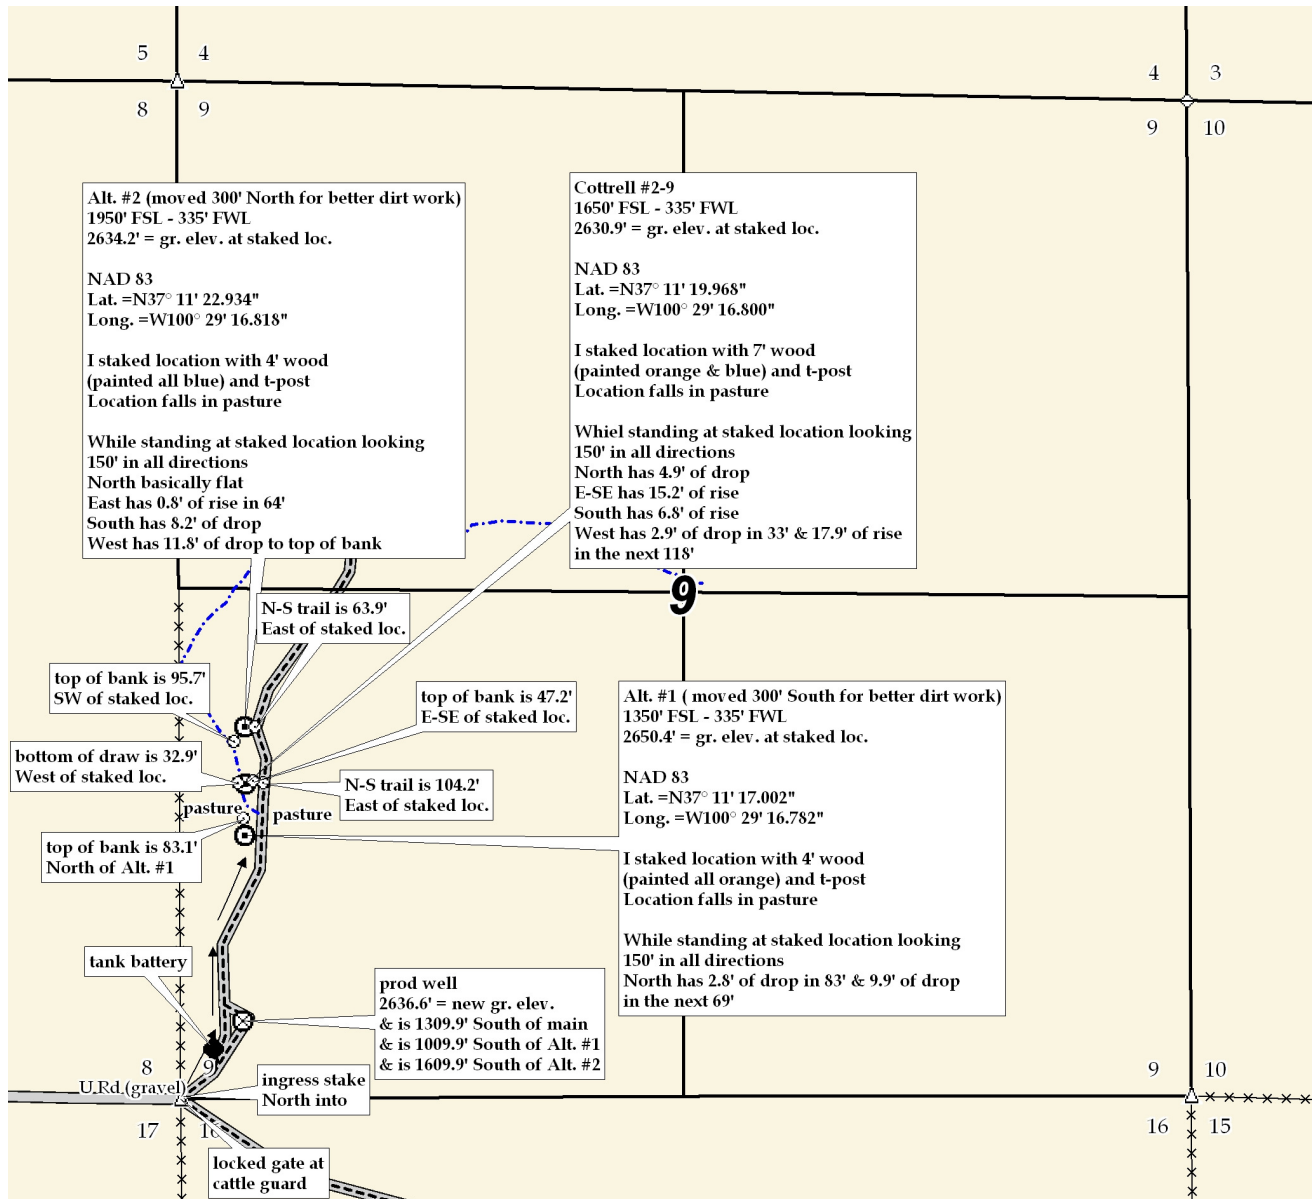 5 4
4 3
8 9
9 10
Alt. #2 (moved 300' North for better dirt work)
1950' FSL - 335' FWL
2634.2' = gr. elev. at staked loc.
NAD 83
Lat. =N37° 11' 22.934"
Long. =W100° 29' 16.818"
I staked location with 4' wood
(painted all blue) and t-post
Location falls in pasture
While standing at staked location looking
150' in all directions
North basically flat
East has 0.8' of rise in 64'
South has 8.2' of drop
West has 11.8' of drop to top of bank
Cottrell #2-9
1650' FSL - 335' FWL
2630.9' = gr. elev. at staked loc.
NAD 83
Lat. =N37° 11' 19.968"
Long. =W100° 29' 16.800"
I staked location with 7' wood
(painted orange & blue) and t-post
Location falls in pasture
Whiel standing at staked location looking
150' in all directions
North has 4.9' of drop
E-SE has 15.2' of rise
South has 6.8' of rise
West has 2.9' of drop in 33' & 17.9' of rise
in the next 118'
9
N-S trail is 63.9'
East of staked loc.
top of bank is 95.7'
SW of staked loc.
top of bank is 47.2'
E-SE of staked loc.
bottom of draw is 32.9'
West of staked loc.
N-S trail is 104.2'
East of staked loc.
pasture
pasture
top of bank is 83.1'
North of Alt. #1
Alt. #1 ( moved 300' South for better dirt work)
1350' FSL - 335' FWL
2650.4' = gr. elev. at staked loc.
NAD 83
Lat. =N37° 11' 17.002"
Long. =W100° 29' 16.782"
I staked location with 4' wood
(painted all orange) and t-post
Location falls in pasture
While standing at staked location looking
150' in all directions
North has 2.8' of drop in 83' & 9.9' of drop
in the next 69'
tank battery
prod well
2636.6' = new gr. elev.
& is 1309.9' South of main
& is 1009.9' South of Alt. #1
& is 1609.9' South of Alt. #2
8 9
9 10
U Rd (gravel)
ingress stake
North into
17 16
16 15
locked gate at
cattle guard